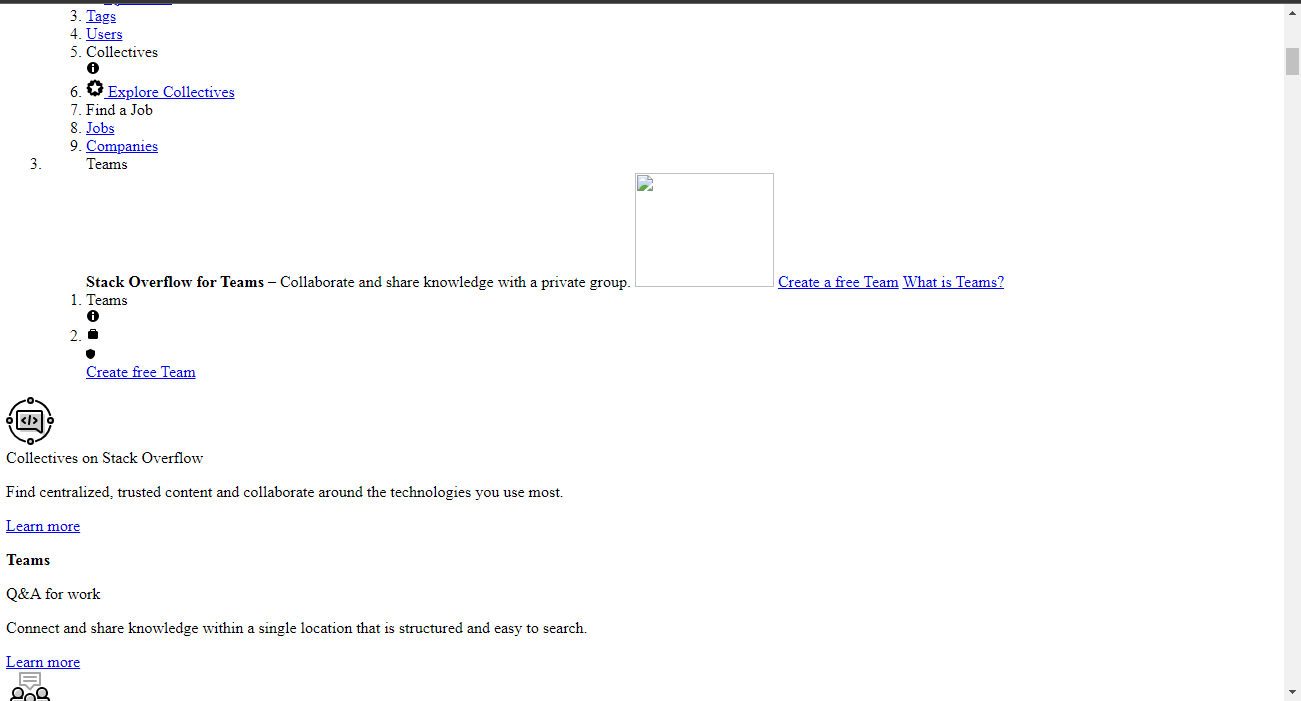 3. Tags
4. Users
5. Collectives
6. Explore Collectives
7. Find a Job
8. Jobs
9. Companies
3. Teams
Stack Overflow for Teams – Collaborate and share knowledge with a private group. Create a free Team What is Teams?
1. Teams
2.
Create free Team
</>
Collectives on Stack Overflow
Find centralized, trusted content and collaborate around the technologies you use most.
Learn more
Teams
Q&A for work
Connect and share knowledge within a single location that is structured and easy to search.
Learn more